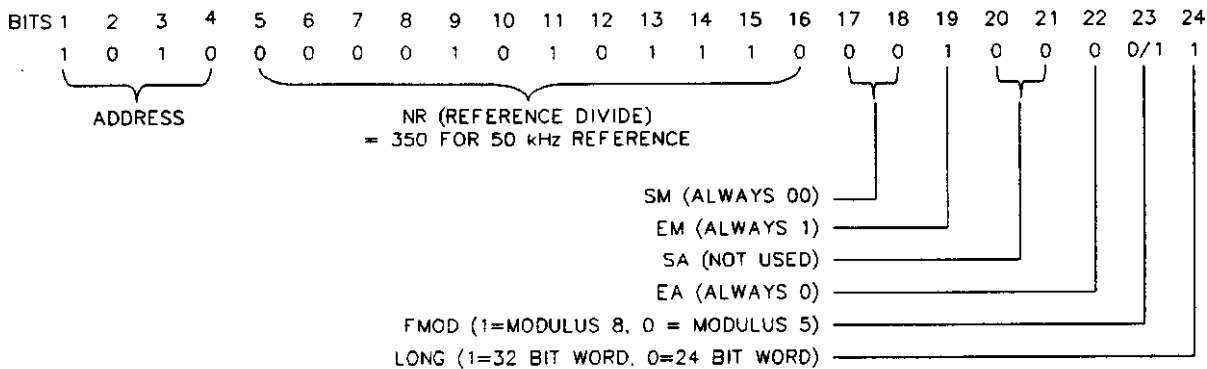 BITS 1 2 3 4 5 6 7 8 9 10 11 12 13 14 15 16 17 18 19 20 21 22 23 24
1 0 1 0 0 0 0 0 1 0 1 0 1 1 1 0 0 0 1 0 0 0 0/1 1
ADDRESS
NR (REFERENCE DIVIDE)
= 350 FOR 50 kHz REFERENCE
SM (ALWAYS 00)
EM (ALWAYS 1)
SA (NOT USED)
EA (ALWAYS 0)
FMOD (1=MODULUS 8, 0 = MODULUS 5)
LONG (1=32 BIT WORD, 0=24 BIT WORD)